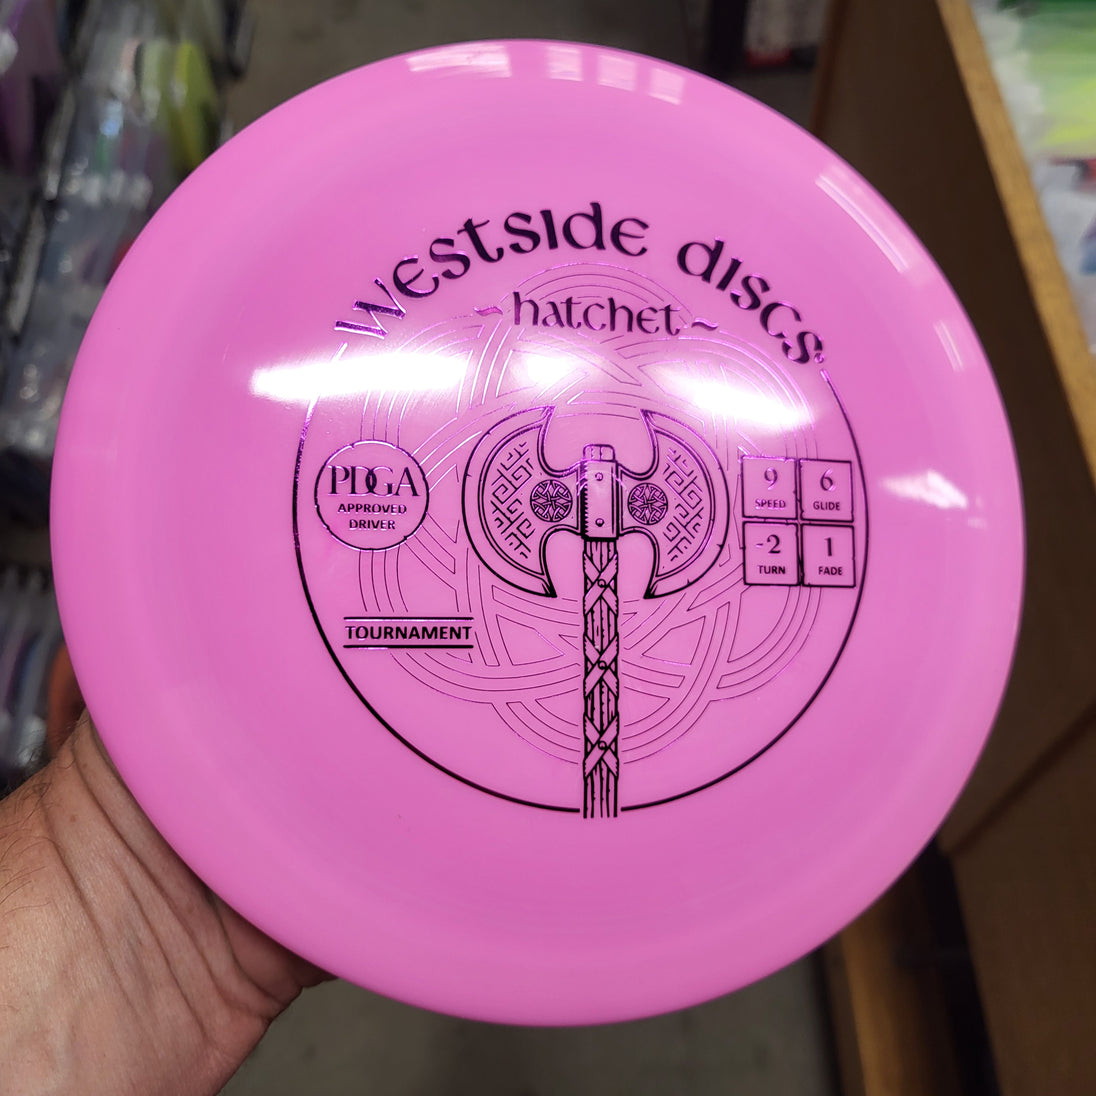 WESTSIDE DISCS
~ hatchet ~
PDGA
APPROVED
DRIVER
TOURNAMENT
9
SPEED
6
GLIDE
-2
TURN
1
FADE